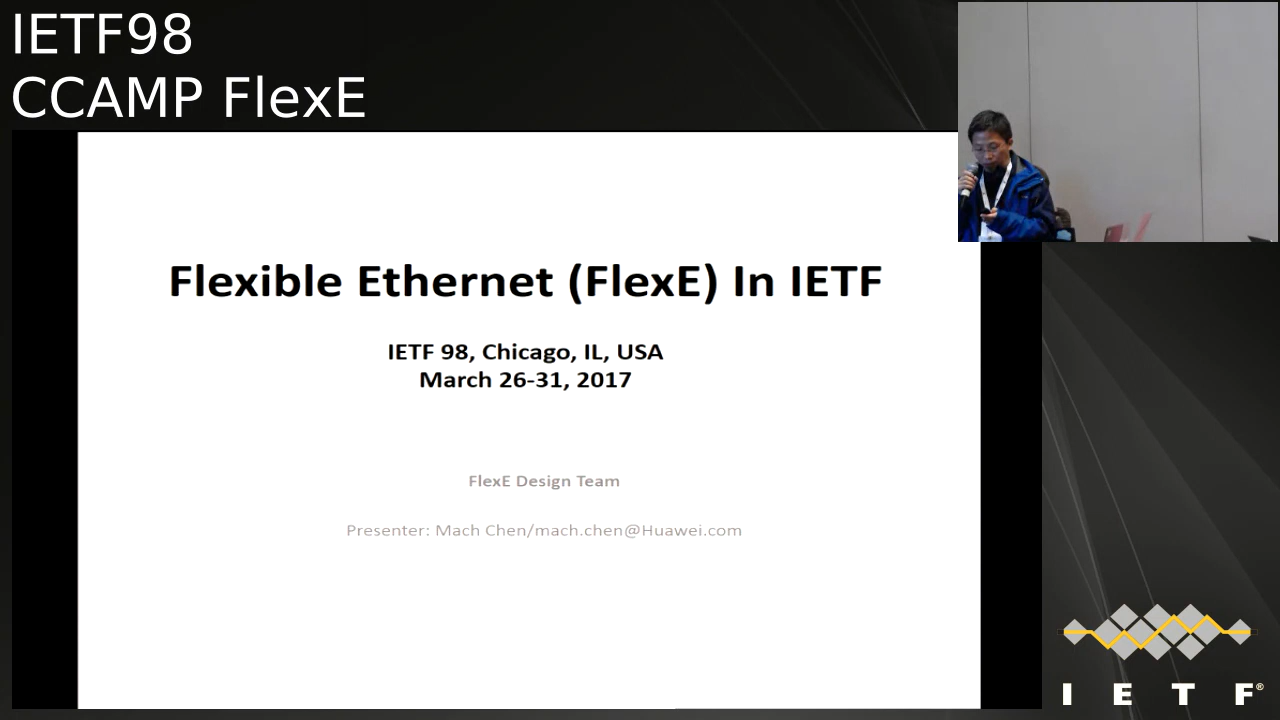 IETF98
CCAMP FlexE
Flexible Ethernet (FlexE) In IETF
IETF 98, Chicago, IL, USA
March 26-31, 2017
FlexE Design Team
Presenter: Mach Chen/mach.chen@Huawei.com
I E T F®